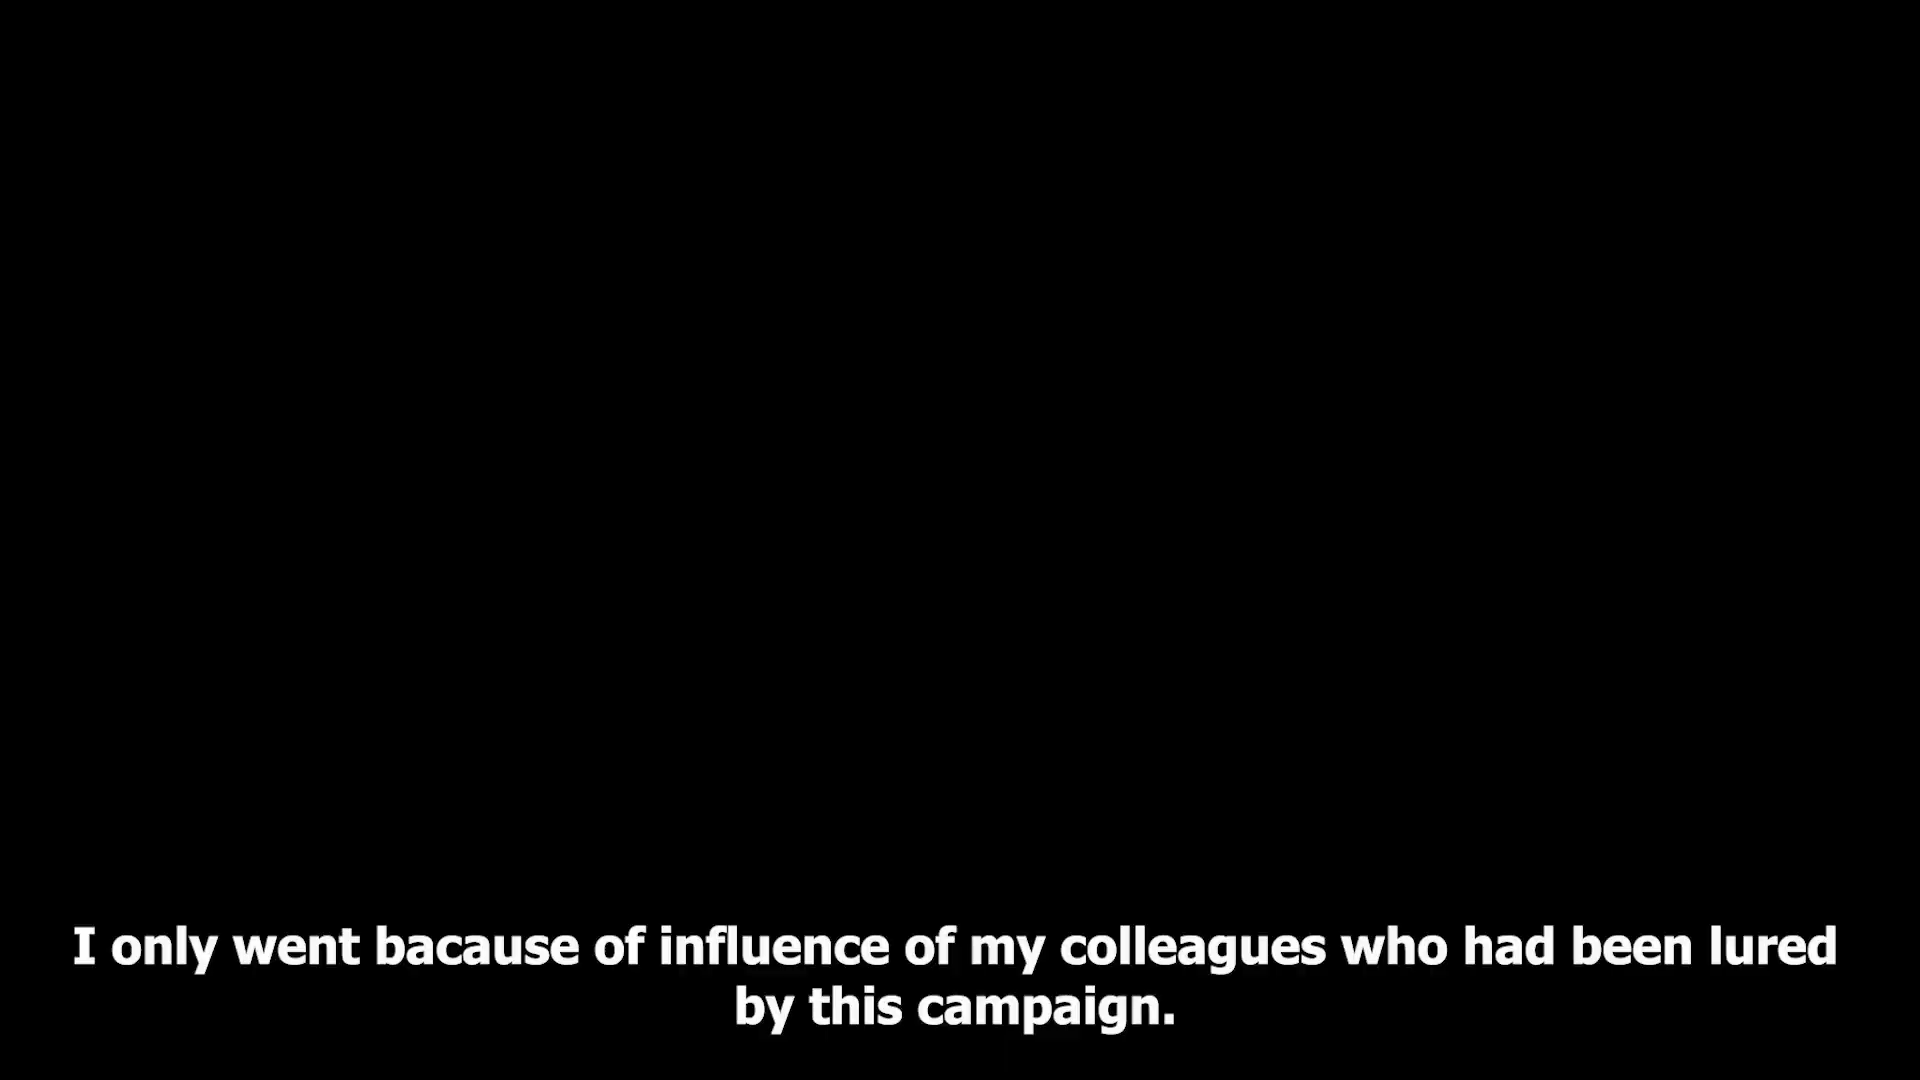 I only went bacause of influence of my colleagues who had been lured
by this campaign.